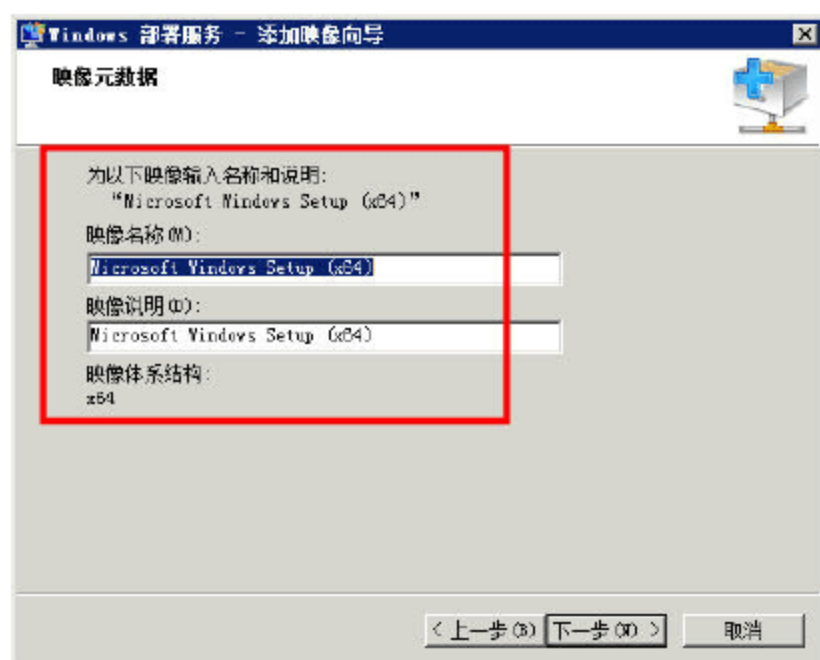 Windows 部署服务 - 添加映像向导
映像元数据
为以下映像输入名称和说明:
“Microsoft Windows Setup (x64)”
映像名称(M):
Microsoft Windows Setup (x64)
映像说明(D):
Microsoft Windows Setup (x64)
映像体系结构:
x64
< 上一步(B) 下一步(N) > 取消